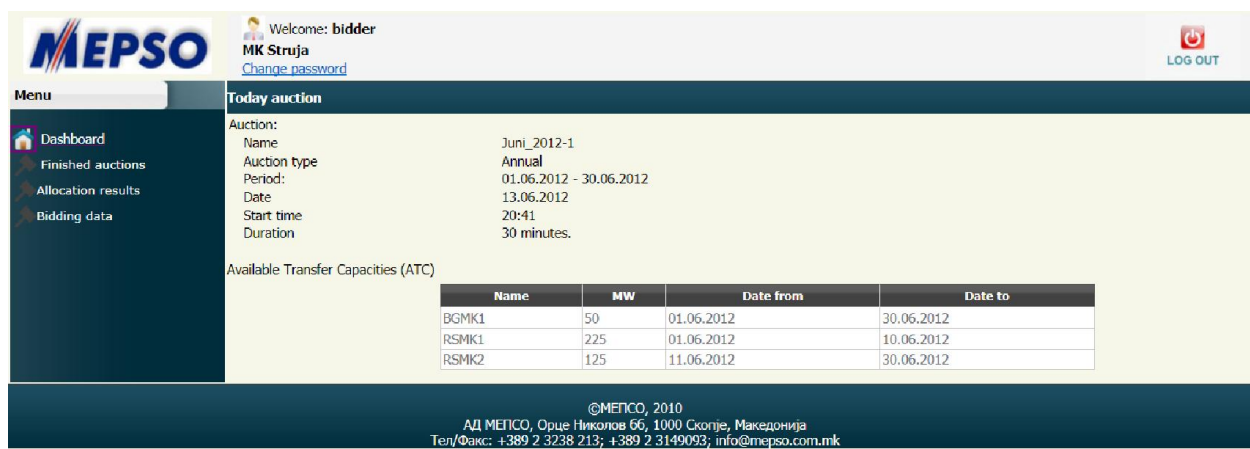 MEPSO
Welcome: bidder
MK Struja
Change password
LOG OUT
Menu
Dashboard
Finished auctions
Allocation results
Bidding data
Today auction
Auction:
Name Juni_2012-1
Auction type Annual
Period: 01.06.2012 - 30.06.2012
Date 13.06.2012
Start time 20:41
Duration 30 minutes.
Available Transfer Capacities (ATC)
Name MW Date from Date to
BGMK1 50 01.06.2012 30.06.2012
RSMK1 225 01.06.2012 10.06.2012
RSMK2 125 11.06.2012 30.06.2012
©МЕПСО, 2010
АД МЕПСО, Орце Николов бб, 1000 Скопје, Македонија
Тел/Факс: +389 2 3238 213; +389 2 3149093; info@mepso.com.mk